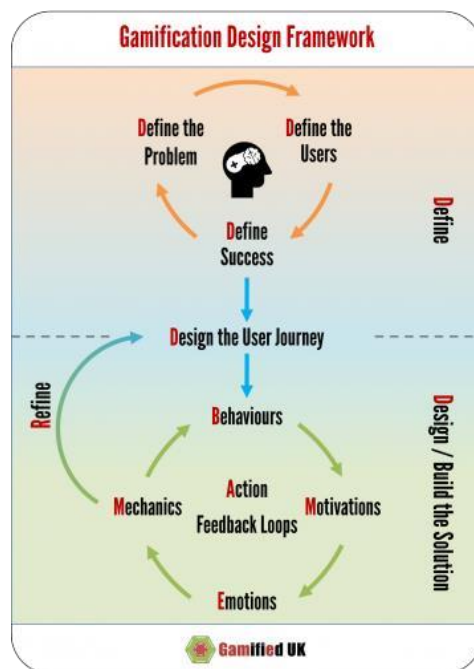 Gamification Design Framework
Define the
Problem
Define the
Users
Define
Success
Define
Design the User Journey
Refine
Behaviours
Mechanics
Action
Feedback Loops
Motivations
Emotions
Design / Build the Solution
Gamified UK